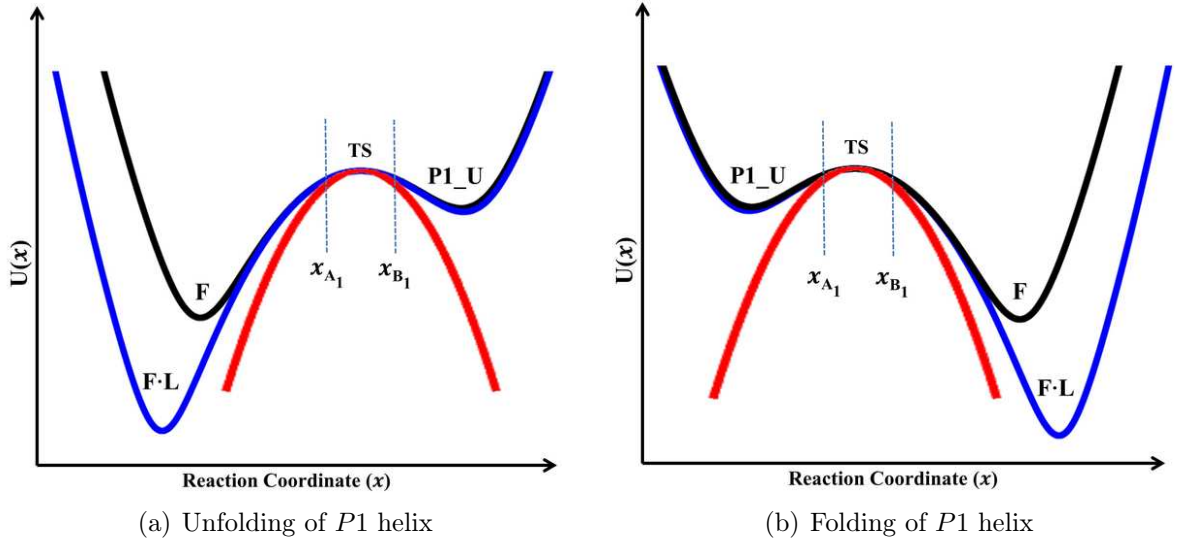 U(x)
TS
P1_U
F
F·L
x_A₁
x_B₁
Reaction Coordinate (x)
(a) Unfolding of P1 helix
U(x)
TS
P1_U
F
F·L
x_A₁
x_B₁
Reaction Coordinate (x)
(b) Folding of P1 helix